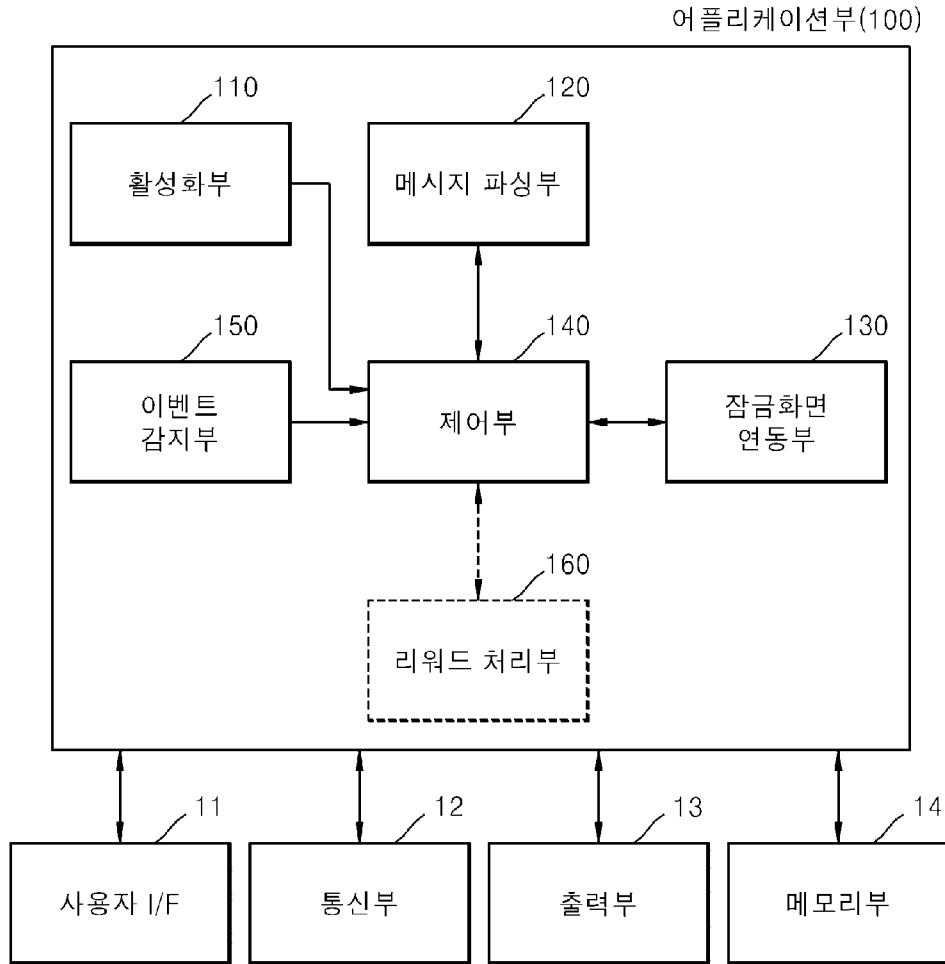 어플리케이션부(100)
110
120
활성화부
메시지 파싱부
150
140
130
이벤트
감지부
제어부
잠금화면
연동부
160
리워드 처리부
11
12
13
14
사용자 I/F
통신부
출력부
메모리부